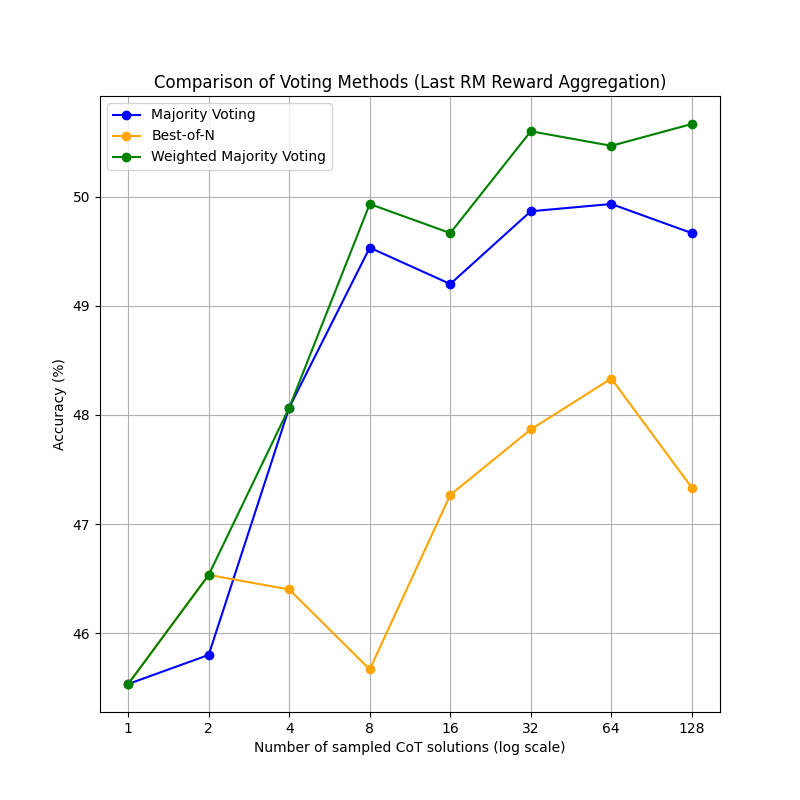 Comparison of Voting Methods (Last RM Reward Aggregation)
Majority Voting
Best-of-N
Weighted Majority Voting
Accuracy (%)
50
49
48
47
46
1 2 4 8 16 32 64 128
Number of sampled CoT solutions (log scale)